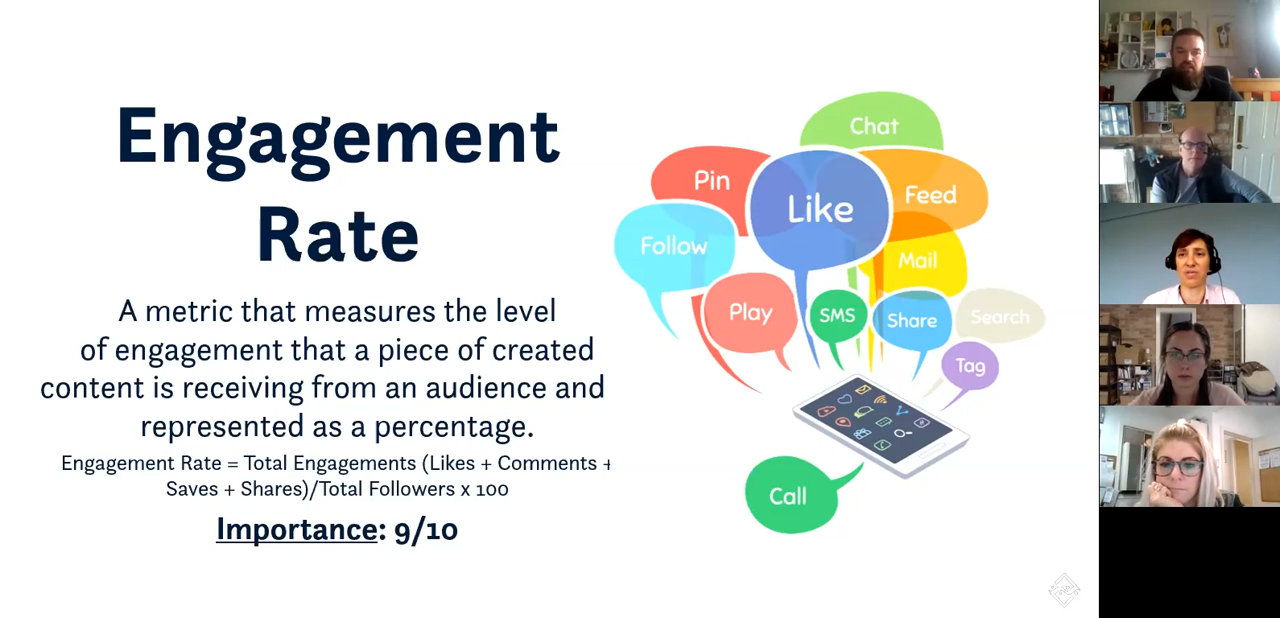 Engagement
Rate
A metric that measures the level
of engagement that a piece of created
content is receiving from an audience and
represented as a percentage.
Engagement Rate = Total Engagements (Likes + Comments +
Saves + Shares)/Total Followers x 100
Importance: 9/10
Chat
Pin
Like
Feed
Follow
Mail
Play
SMS
Share
Search
Tag
Call